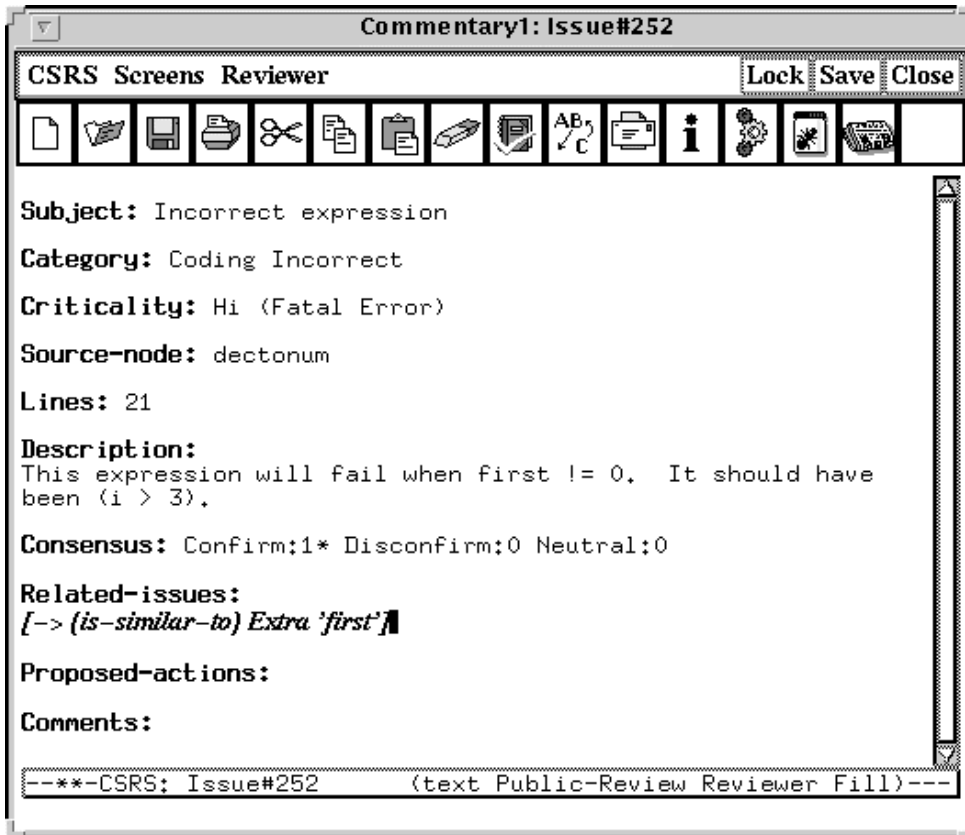 Commentary1: Issue#252
CSRS Screens Reviewer Lock Save Close
AB
C
Subject: Incorrect expression
Category: Coding Incorrect
Criticality: Hi (Fatal Error)
Source-node: dectonum
Lines: 21
Description:
This expression will fail when first != 0. It should have
been (i > 3).
Consensus: Confirm:1* Disconfirm:0 Neutral:0
Related-issues:
[-> (is-similar-to) Extra 'first']
Proposed-actions:
Comments:
--**-CSRS: Issue#252 (text Public-Review Reviewer Fill)---